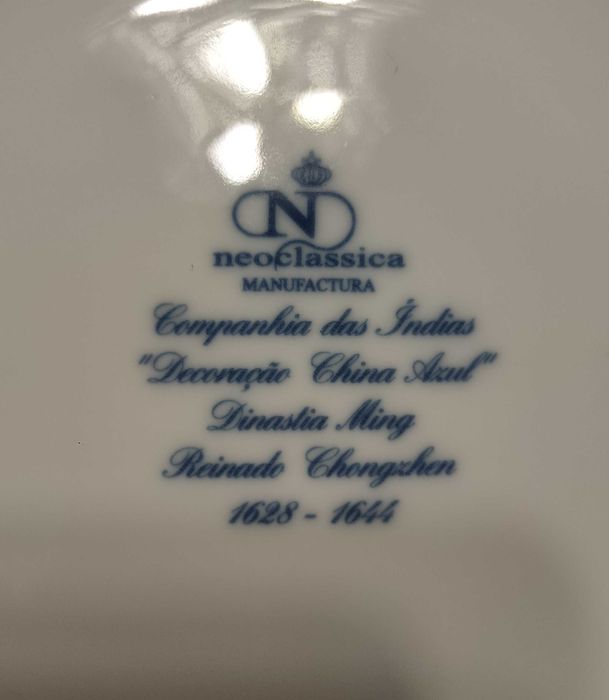 N
neoclassica
MANUFACTURA
Companhia das Índias
"Decoração China Azul"
Dinastia Ming
Reinado Chongzhen
1628 - 1644